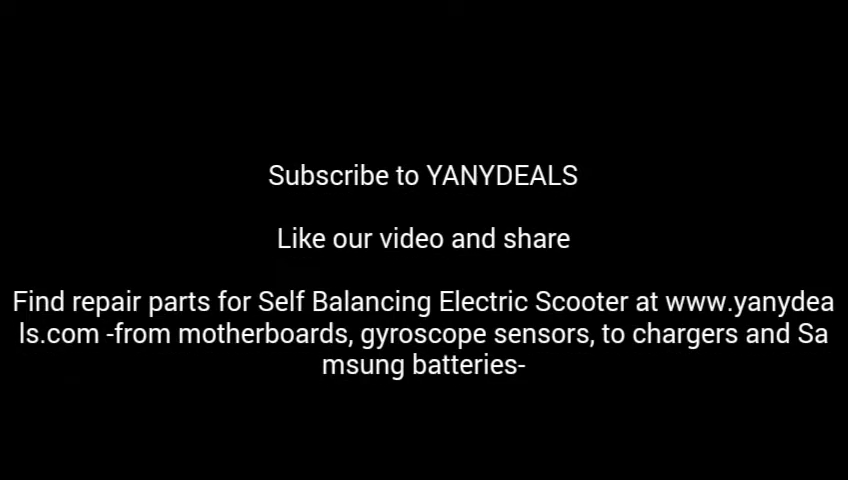 Subscribe to YANYDEALS
Like our video and share
Find repair parts for Self Balancing Electric Scooter at www.yanydea
ls.com -from motherboards, gyroscope sensors, to chargers and Sa
msung batteries-